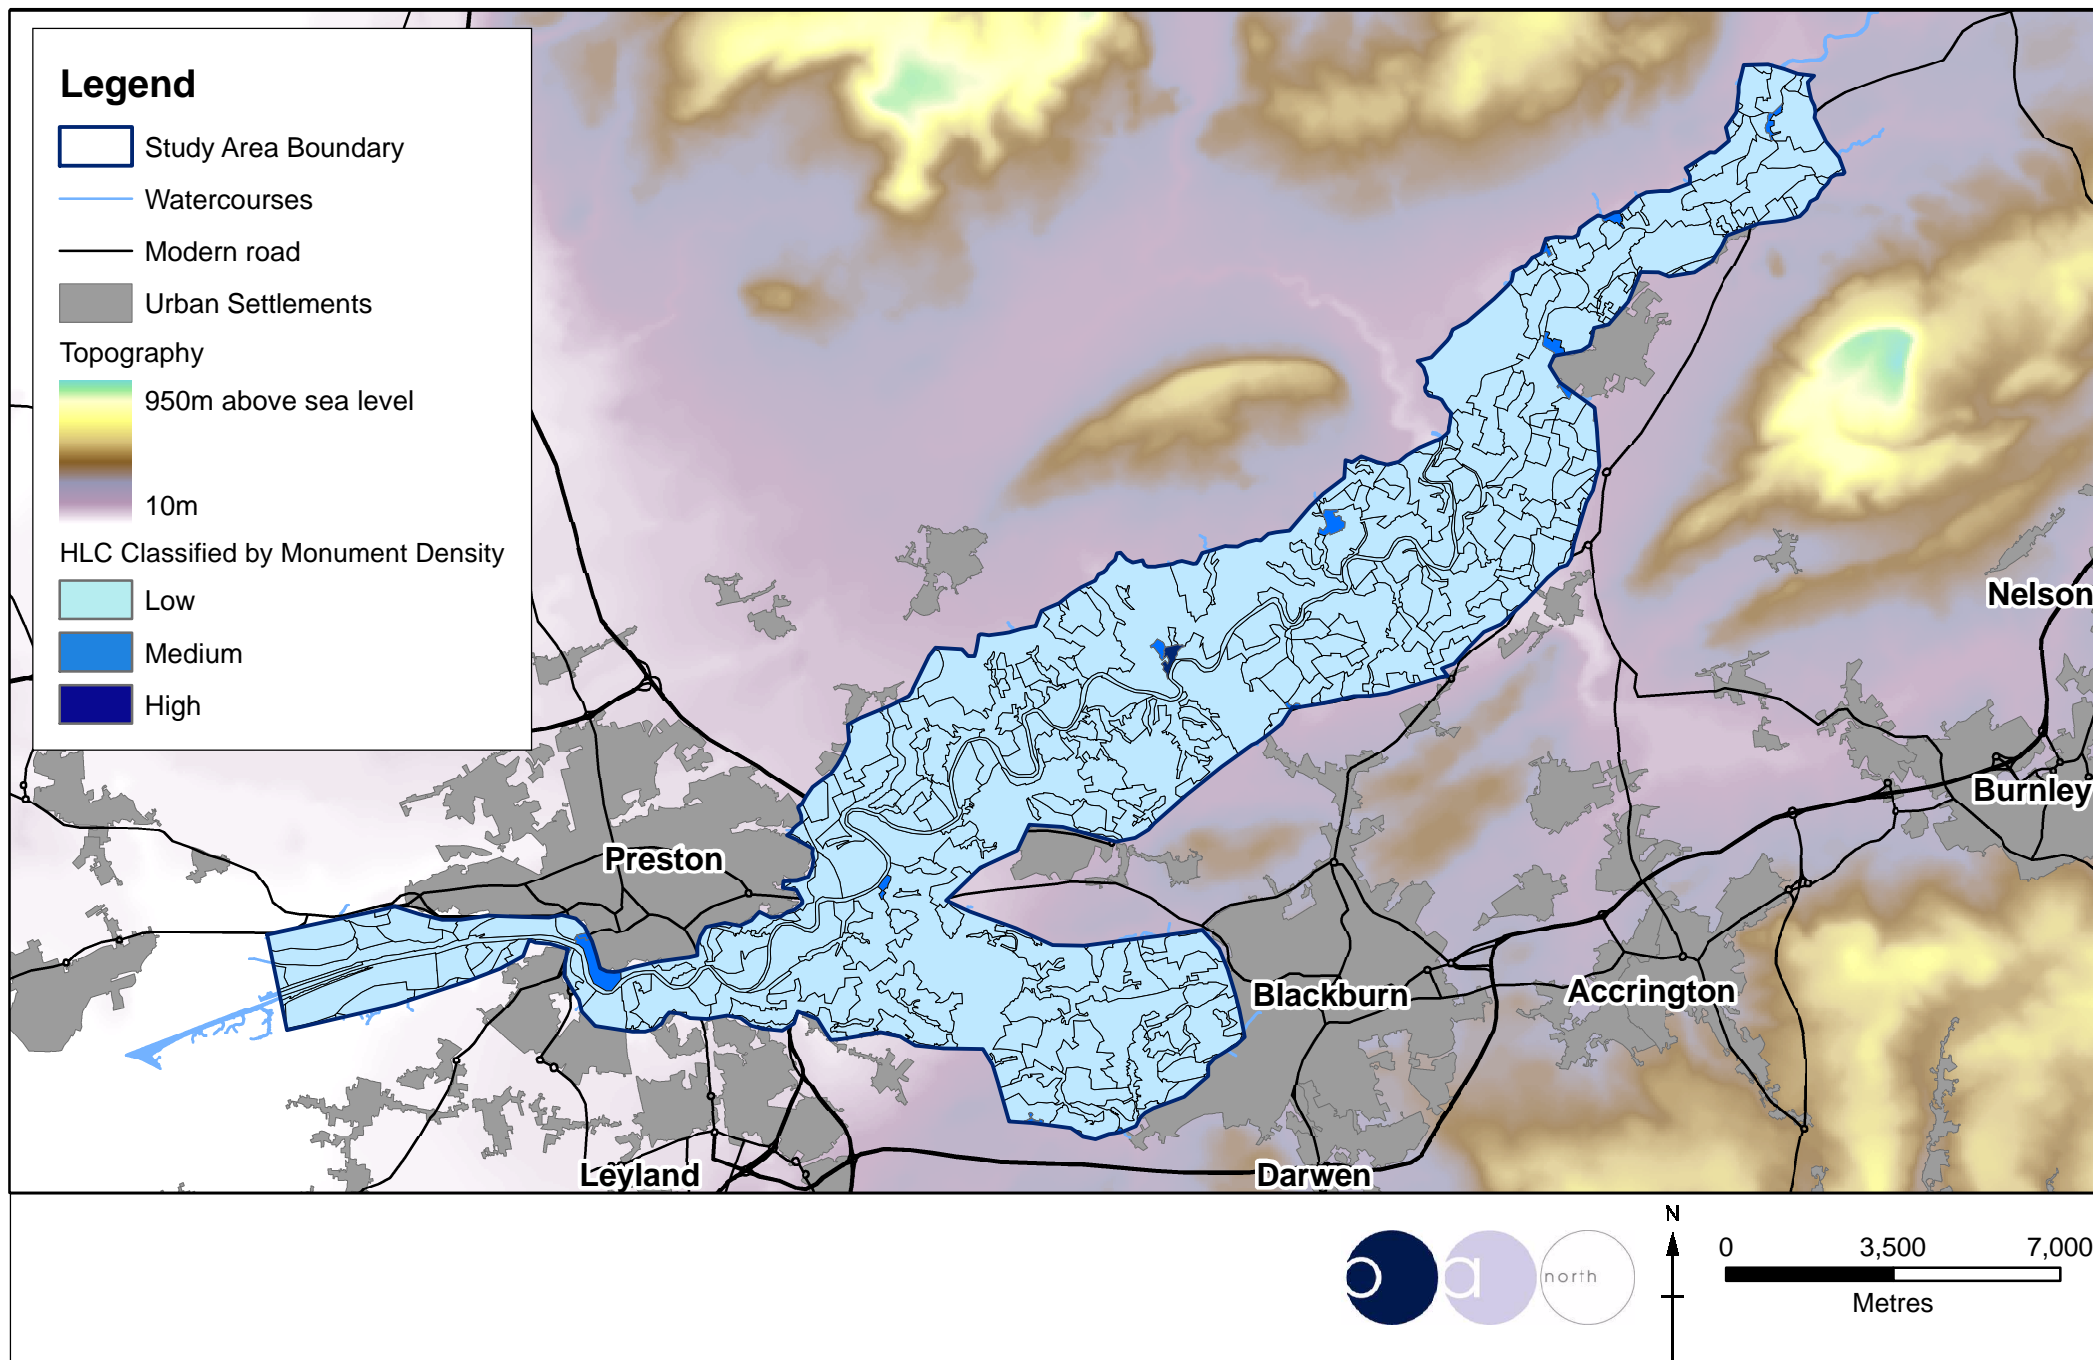 Legend
Study Area Boundary
Watercourses
Modern road
Urban Settlements
Topography
950m above sea level
10m
HLC Classified by Monument Density
Low
Medium
High
Nelson
Burnley
Preston
Blackburn
Accrington
Leyland
Darwen
oa north
N
0 3,500 7,000
Metres